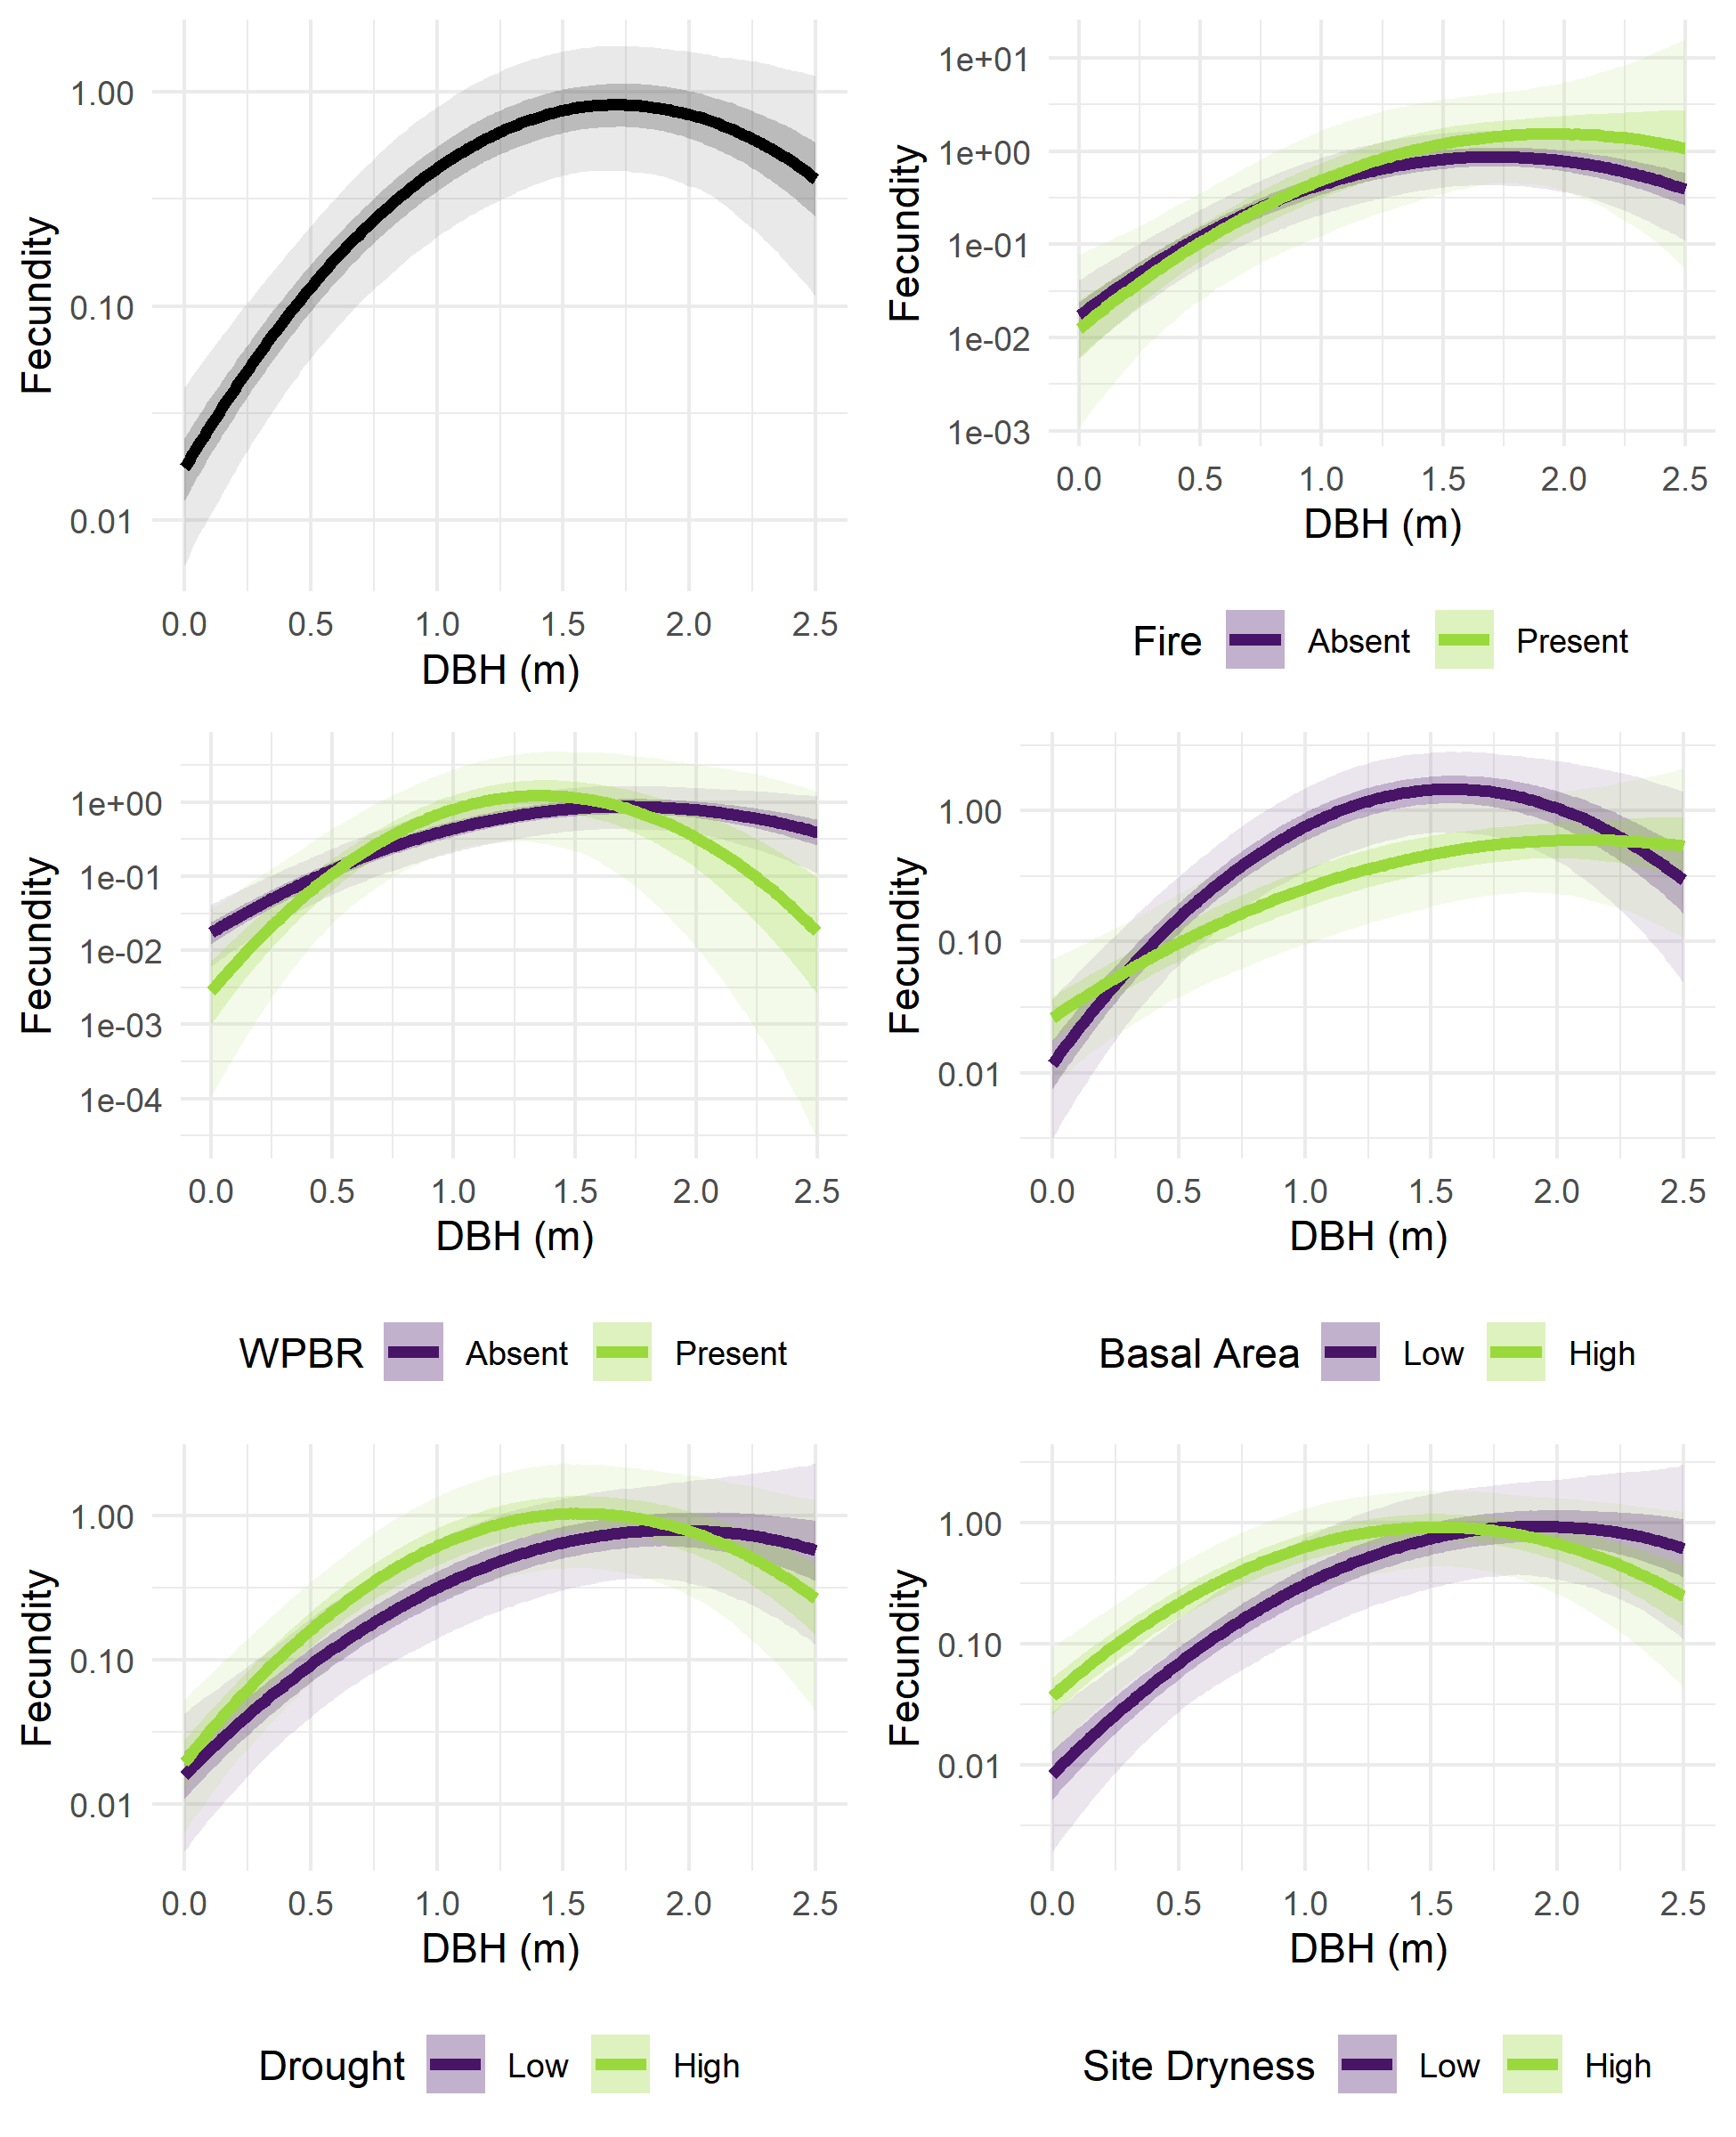 Fecundity
1.00
0.10
0.01
0.0 0.5 1.0 1.5 2.0 2.5
DBH (m)
Fecundity
1e+01
1e+00
1e-01
1e-02
1e-03
0.0 0.5 1.0 1.5 2.0 2.5
DBH (m)
Fire Absent Present
Fecundity
1e+00
1e-01
1e-02
1e-03
1e-04
0.0 0.5 1.0 1.5 2.0 2.5
DBH (m)
WPBR Absent Present
Fecundity
1.00
0.10
0.01
0.0 0.5 1.0 1.5 2.0 2.5
DBH (m)
Basal Area Low High
Fecundity
1.00
0.10
0.01
0.0 0.5 1.0 1.5 2.0 2.5
DBH (m)
Drought Low High
Fecundity
1.00
0.10
0.01
0.0 0.5 1.0 1.5 2.0 2.5
DBH (m)
Site Dryness Low High